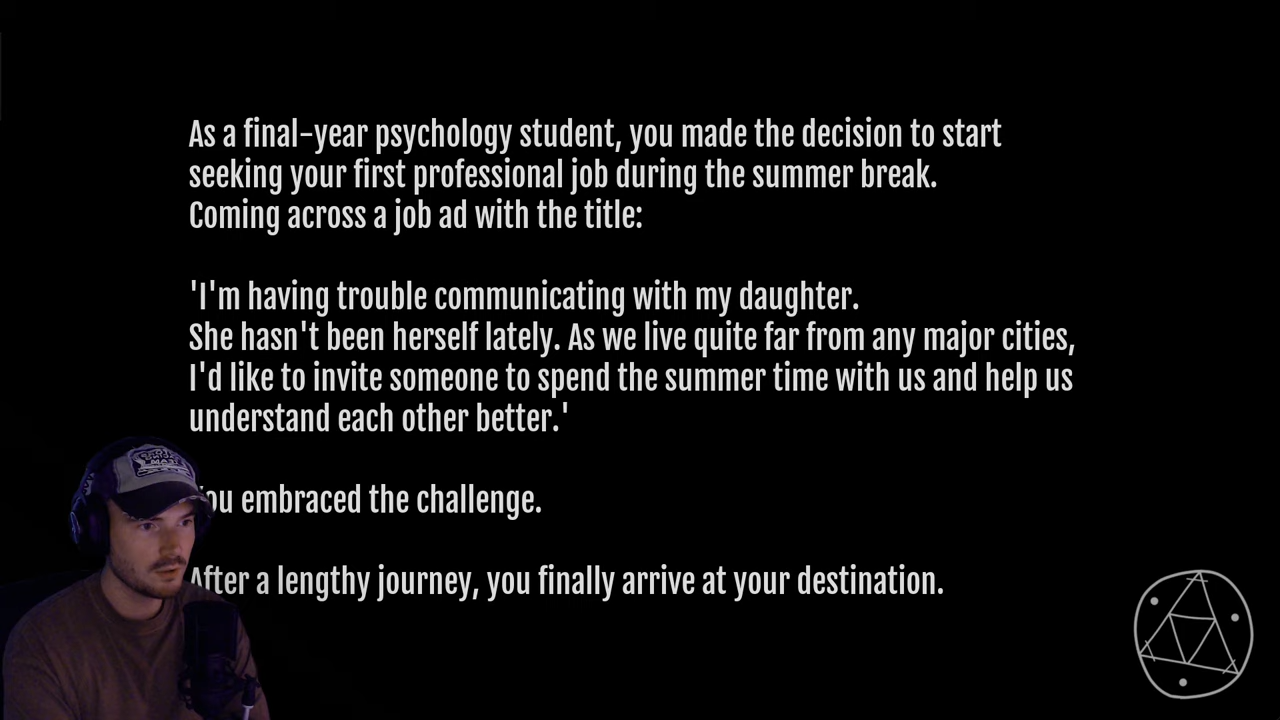 As a final-year psychology student, you made the decision to start
seeking your first professional job during the summer break.
Coming across a job ad with the title:
'I'm having trouble communicating with my daughter.
She hasn't been herself lately. As we live quite far from any major cities,
I'd like to invite someone to spend the summer time with us and help us
understand each other better.'
You embraced the challenge.
After a lengthy journey, you finally arrive at your destination.